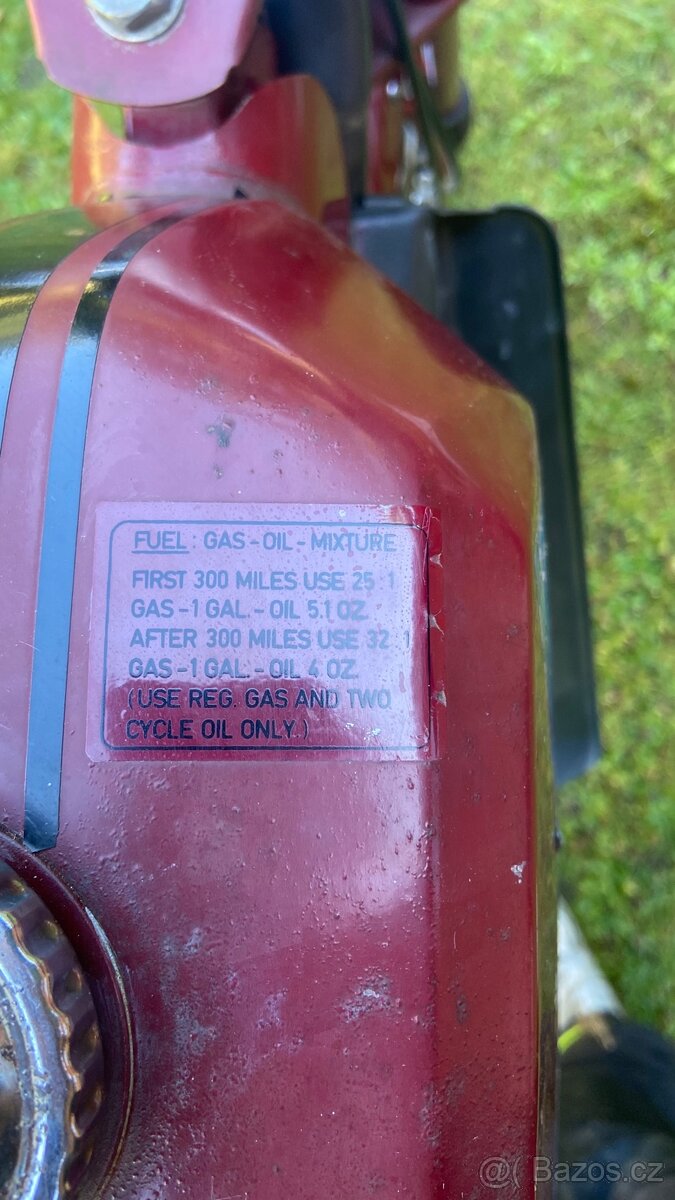 FUEL : GAS - OIL - MIXTURE
FIRST 300 MILES USE 25 : 1
GAS - 1 GAL. - OIL 5.1 OZ.
AFTER 300 MILES USE 32 : 1
GAS - 1 GAL. - OIL 4 OZ.
(USE REG. GAS AND TWO
CYCLE OIL ONLY.)
@( Bazos.cz